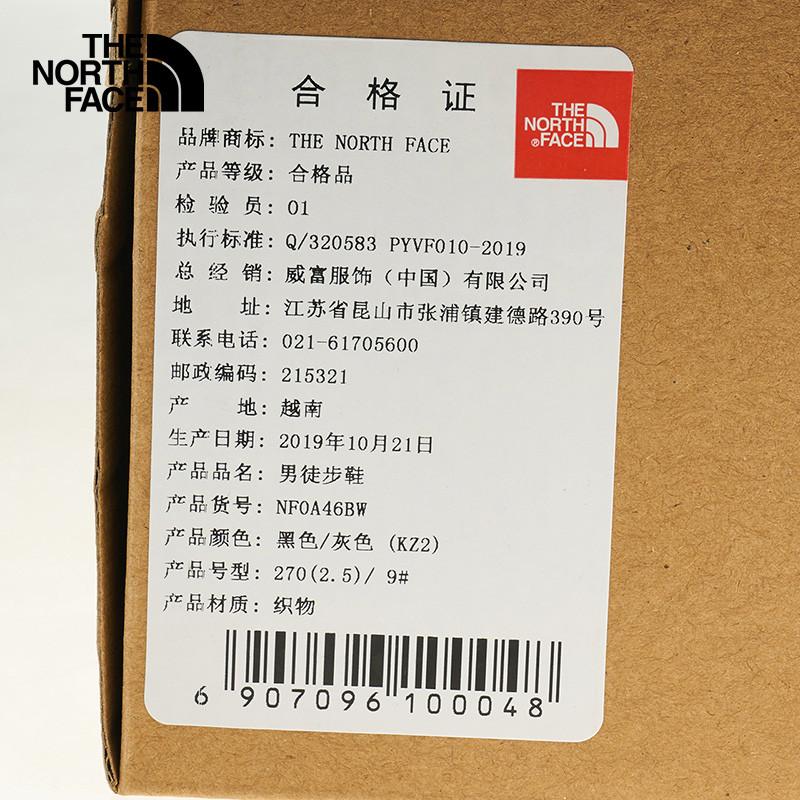 THE
NORTH
FACE
合格证
THE
NORTH
®FACE
品牌商标: THE NORTH FACE
产品等级: 合格品
检验员: 01
执行标准: Q/320583 PYVF010-2019
总经销: 威富服饰（中国）有限公司
地址: 江苏省昆山市张浦镇建德路390号
联系电话: 021-61705600
邮政编码: 215321
产地: 越南
生产日期: 2019年10月21日
产品品名: 男徒步鞋
产品货号: NF0A46BW
产品颜色: 黑色/灰色 (KZ2)
产品号型: 270(2.5)/ 9#
产品材质: 织物
6 907096 100048